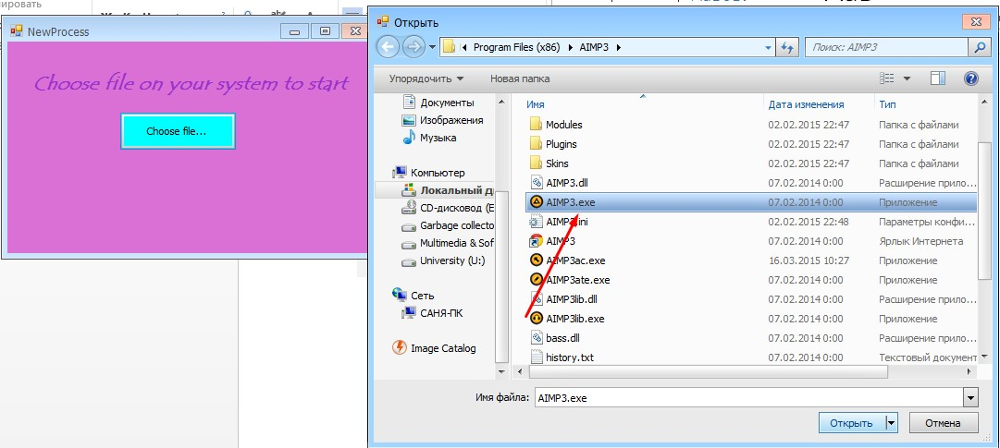 ировать
NewProcess
Choose file on your system to start
Choose file...
Открыть
Program Files (x86)
AIMP3
Поиск: AIMP3
Упорядочить
Новая папка
Документы
Изображения
Музыка
Компьютер
Локальный д
CD-дисковод (E
Garbage collecto
Multimedia & Sof
University (U:)
Сеть
САНЯ-ПК
Image Catalog
Имя Дата изменения Тип
Modules 02.02.2015 22:47 Папка с файлами
Plugins 02.02.2015 22:47 Папка с файлами
Skins 02.02.2015 22:47 Папка с файлами
AIMP3.dll 07.02.2014 0:00 Расширение прило...
AIMP3.exe 07.02.2014 0:00 Приложение
AIMP3.ini 02.02.2015 22:48 Параметры конфи...
AIMP3 07.02.2014 0:00 Ярлык Интернета
AIMP3ac.exe 16.03.2015 10:27 Приложение
AIMP3ate.exe 07.02.2014 0:00 Приложение
AIMP3lib.dll 07.02.2014 0:00 Расширение прило...
AIMP3lib.exe 07.02.2014 0:00 Приложение
bass.dll 07.02.2014 0:00 Расширение прило...
history.txt 07.02.2014 0:00 Текстовый документ
Имя файла: AIMP3.exe
Открыть
Отмена